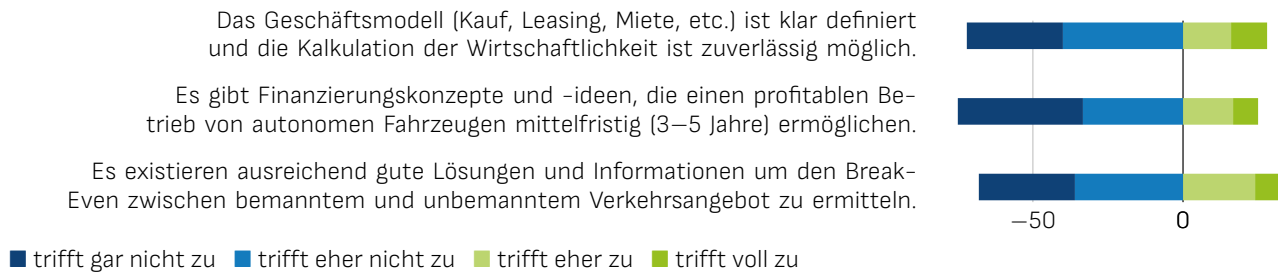 Das Geschäftsmodell (Kauf, Leasing, Miete, etc.) ist klar definiert
und die Kalkulation der Wirtschaftlichkeit ist zuverlässig möglich.
Es gibt Finanzierungskonzepte und -ideen, die einen profitablen Be-
trieb von autonomen Fahrzeugen mittelfristig (3–5 Jahre) ermöglichen.
Es existieren ausreichend gute Lösungen und Informationen um den Break-
Even zwischen bemanntem und unbemanntem Verkehrsangebot zu ermitteln.
–50 0
trifft gar nicht zu trifft eher nicht zu trifft eher zu trifft voll zu